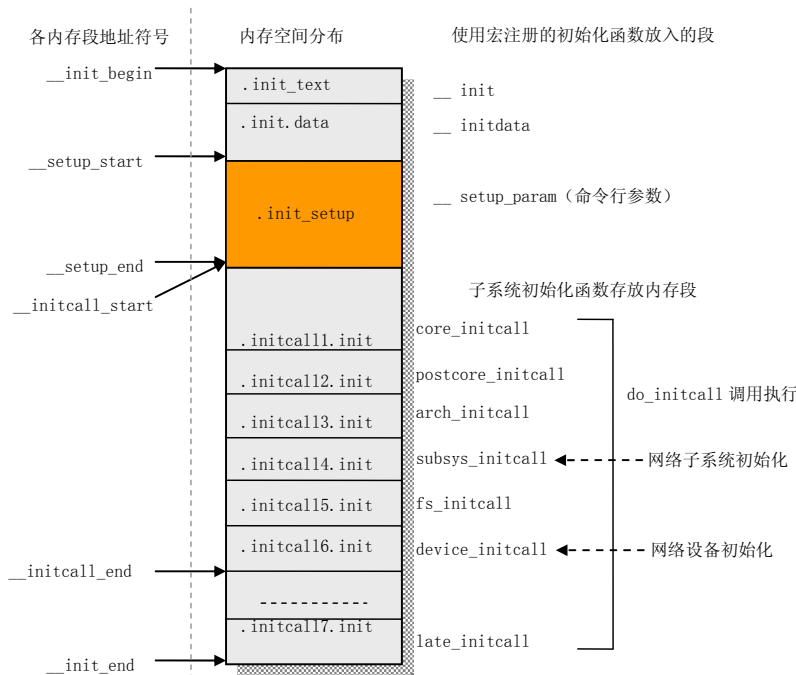 各内存段地址符号
内存空间分布
使用宏注册的初始化函数放入的段
__init_begin
.init_text
__ init
.init.data
__ initdata
__setup_start
__ setup_param（命令行参数）
.init_setup
__setup_end
__initcall_start
子系统初始化函数存放内存段
.initcall1.init
core_initcall
.initcall2.init
postcore_initcall
do_initcall 调用执行
.initcall3.init
arch_initcall
.initcall4.init
subsys_initcall
网络子系统初始化
.initcall5.init
fs_initcall
.initcall6.init
device_initcall
网络设备初始化
__initcall_end
.initcall7.init
late_initcall
__init_end